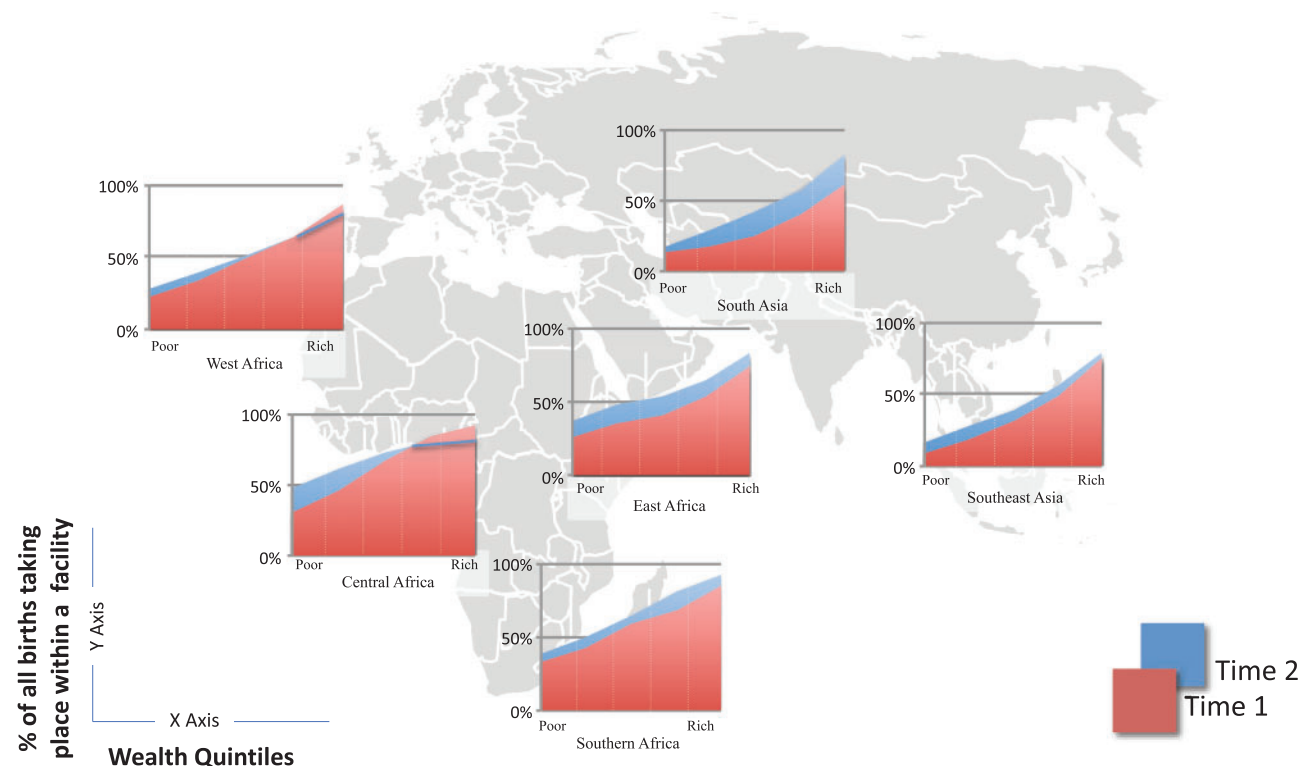 100%
50%
0%
Poor
Rich
South Asia
100%
50%
0%
Poor
Rich
West Africa
100%
50%
0%
Poor
Rich
East Africa
100%
50%
0%
Poor
Rich
Southeast Asia
100%
50%
0%
Poor
Rich
Central Africa
100%
50%
0%
Poor
Rich
Southern Africa
% of all births taking
place within a facility
Y Axis
X Axis
Wealth Quintiles
Time 2
Time 1